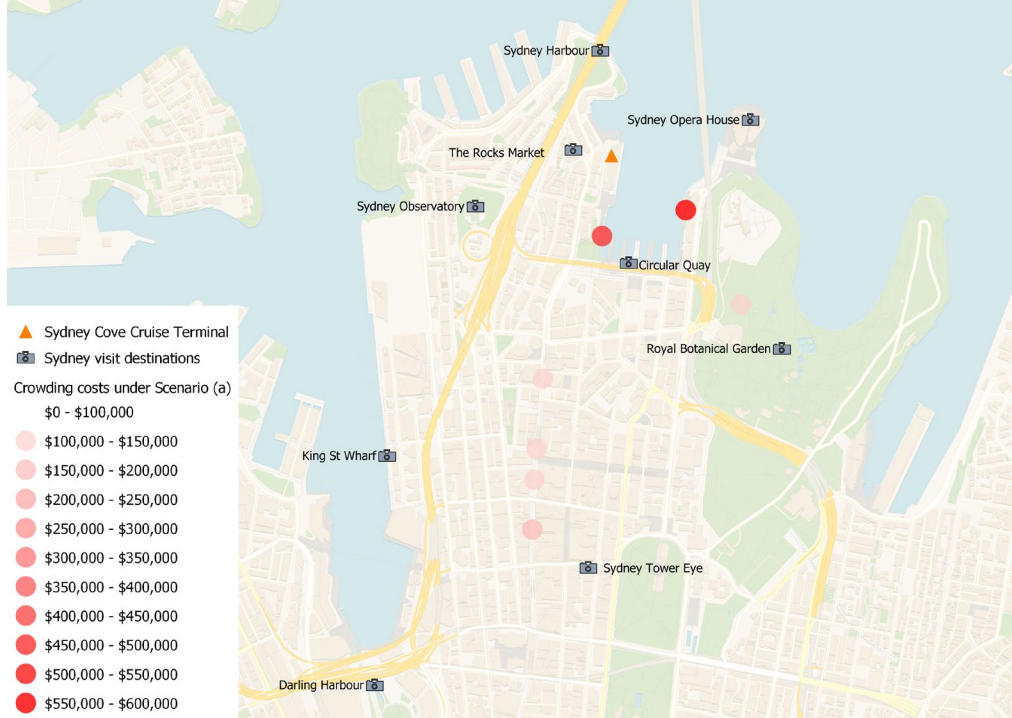 Sydney Harbour
Sydney Opera House
The Rocks Market
Sydney Observatory
Circular Quay
Royal Botanical Garden
King St Wharf
Sydney Tower Eye
Darling Harbour
Sydney Cove Cruise Terminal
Sydney visit destinations
Crowding costs under Scenario (a)
$0 - $100,000
$100,000 - $150,000
$150,000 - $200,000
$200,000 - $250,000
$250,000 - $300,000
$300,000 - $350,000
$350,000 - $400,000
$400,000 - $450,000
$450,000 - $500,000
$500,000 - $550,000
$550,000 - $600,000